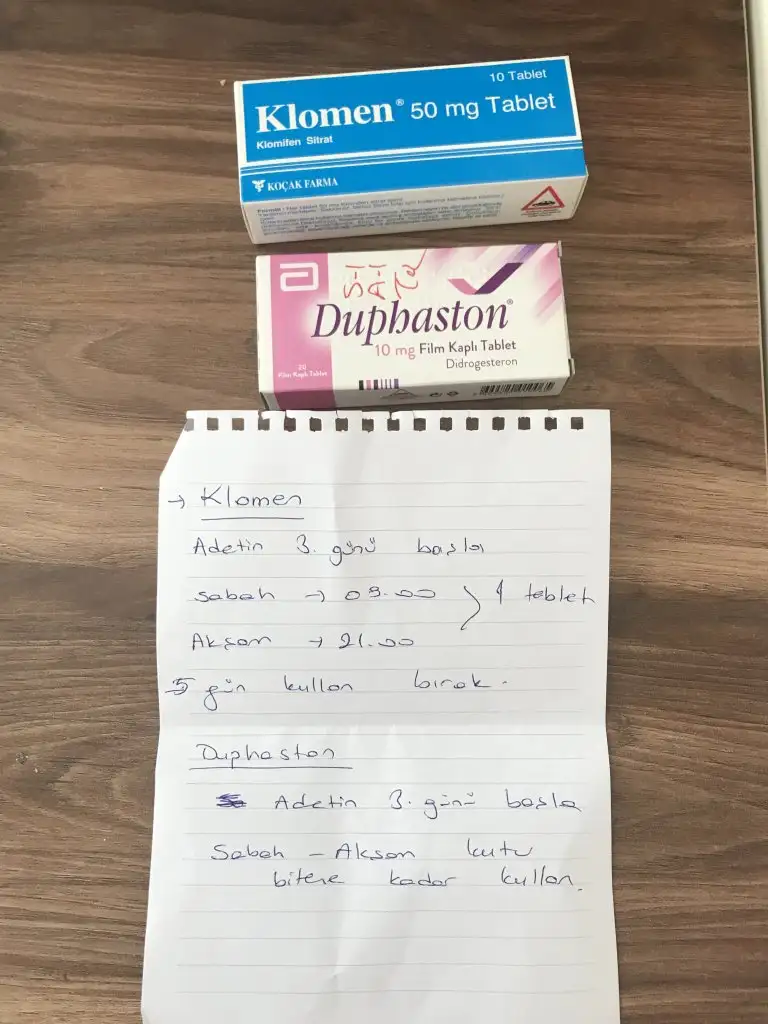 10 Tablet
Klomen® 50 mg Tablet
Klomifen Sitrat
KOÇAK FARMA
S-1
A-1
Duphaston®
10 mg Film Kaplı Tablet
Didrogesteron
20
Film Kaplı Tablet
→ Klomen
Adetin 3. günü başla
Sabah → 09.00 } 1 tablet
Akşam → 21.00
5 gün kullan bırak.
Duphaston
Adetin 3. günü başla
Sabah – Akşam kutu
bitene kadar kullan.